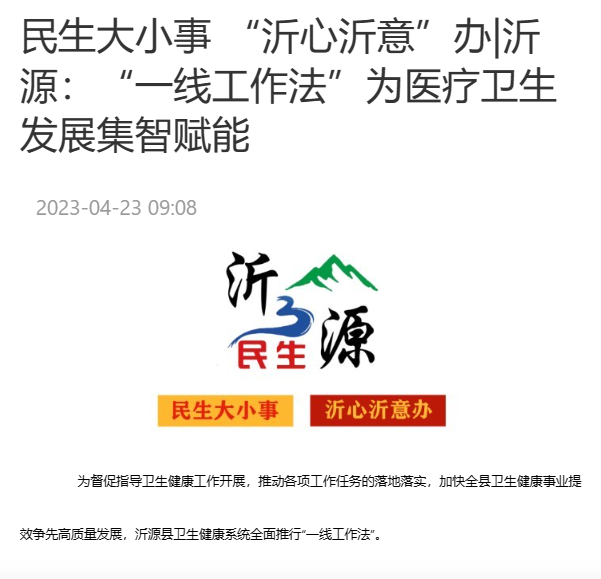 民生大小事 “沂心沂意”办|沂
源：“一线工作法”为医疗卫生
发展集智赋能
2023-04-23 09:08
沂
源
民生
民生大小事 沂心沂意办
为督促指导卫生健康工作开展，推动各项工作任务的落地落实，加快全县卫生健康事业提
效争先高质量发展，沂源县卫生健康系统全面推行“一线工作法”。